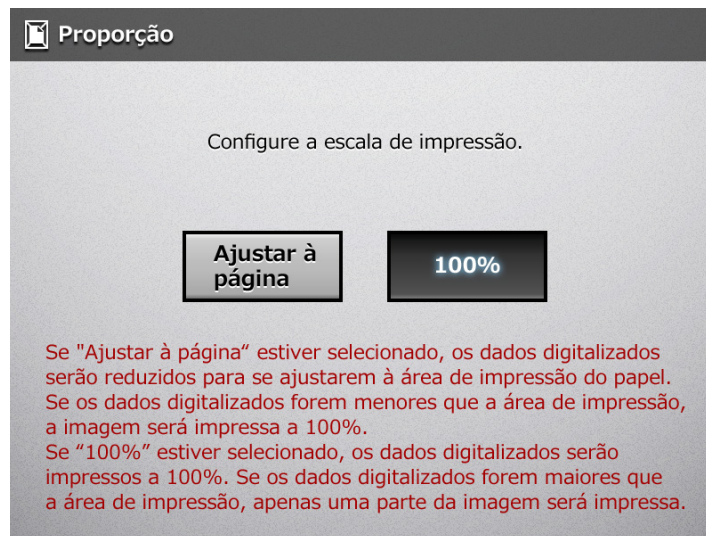 Proporção
Configure a escala de impressão.
Ajustar à
página
100%
Se "Ajustar à página“ estiver selecionado, os dados digitalizados
serão reduzidos para se ajustarem à área de impressão do papel.
Se os dados digitalizados forem menores que a área de impressão,
a imagem será impressa a 100%.
Se “100%” estiver selecionado, os dados digitalizados serão
impressos a 100%. Se os dados digitalizados forem maiores que
a área de impressão, apenas uma parte da imagem será impressa.